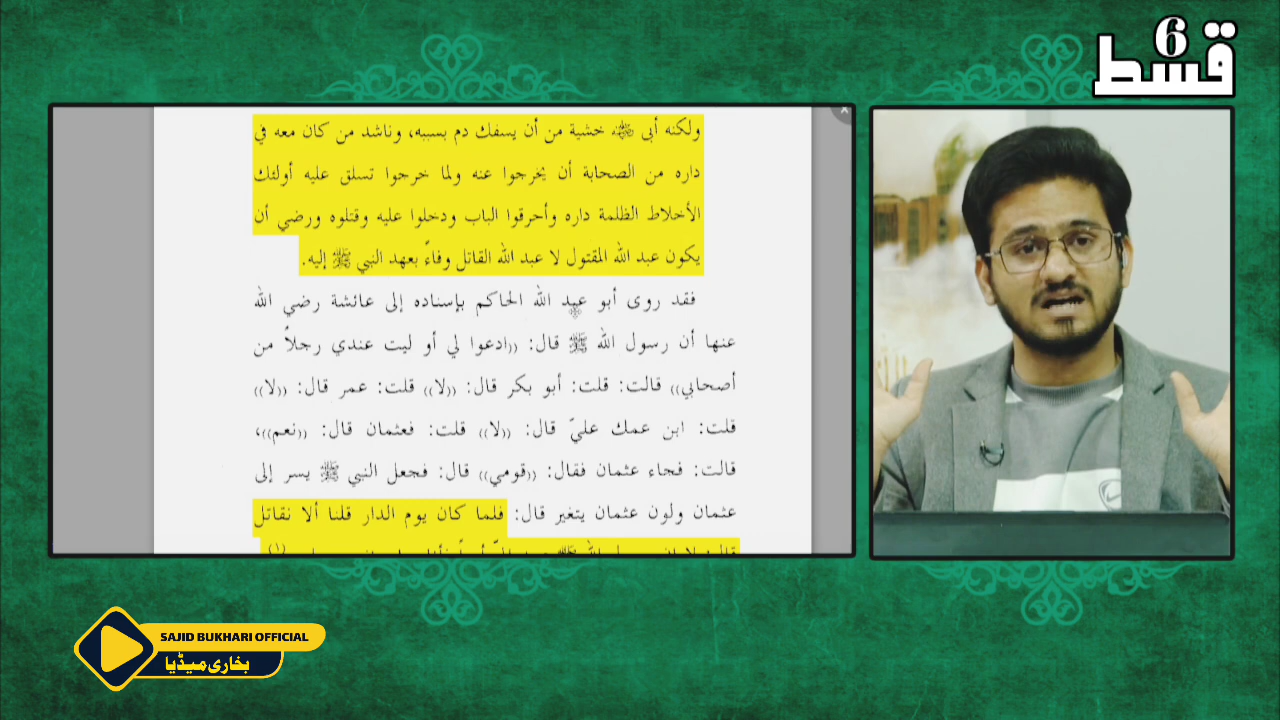 قسط 6
ولكنه أبى رضي الله عنه خشية من أن يسفك دم بسببه، وناشد من كان معه في
داره من الصحابة أن يخرجوا عنه ولما خرجوا تسلق عليه أولئك
الأخلاط الظلمة داره وأحرقوا الباب ودخلوا عليه وقتلوه ورضي أن
يكون عبد الله المقتول لا عبد الله القاتل وفاءً بعهد النبي ﷺ إليه.
فقد روى أبو عبد الله الحاكم بإسناده إلى عائشة رضي الله
عنها أن رسول الله ﷺ قال: ((ادعوا لي أو ليت عندي رجلاً من
أصحابي)) قالت: قلت: أبو بكر قال: ((لا)) قلت: عمر قال: ((لا))
قلت: ابن عمك عليّ قال: ((لا)) قلت: فعثمان قال: ((نعم))،
قالت: فجاء عثمان فقال: ((قومي)) قال: فجعل النبي ﷺ يسر إلى
عثمان ولون عثمان يتغير قال: فلما كان يوم الدار قلنا ألا نقاتل
(١)
SAJID BUKHARI OFFICIAL
بخاری میڈیا